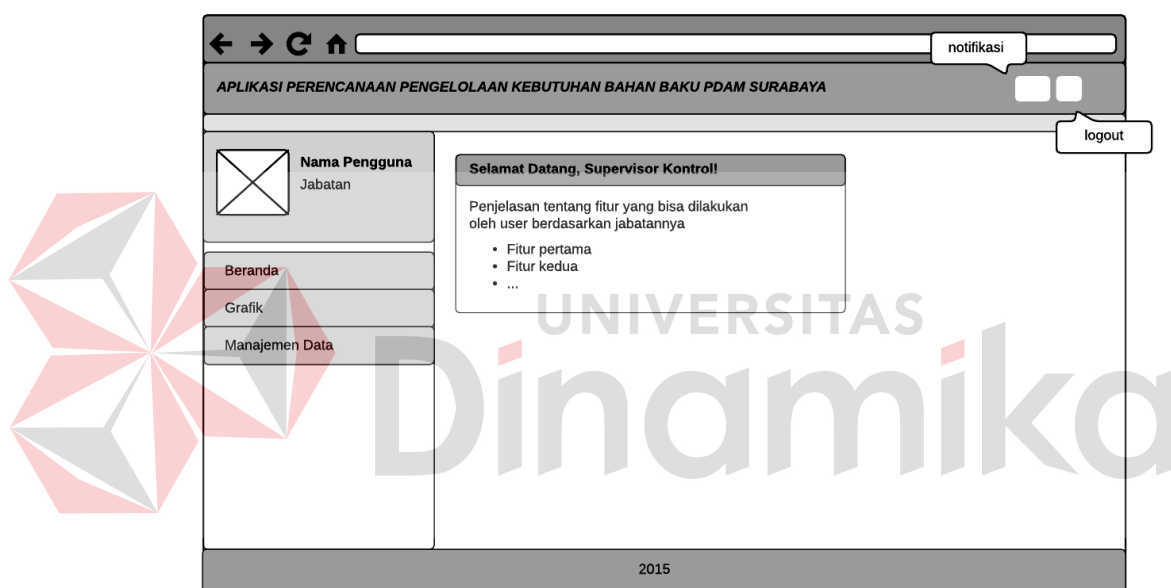 notifikasi
APLIKASI PERENCANAAN PENGELOLAAN KEBUTUHAN BAHAN BAKU PDAM SURABAYA
logout
Nama Pengguna
Jabatan
Selamat Datang, Supervisor Kontrol!
Penjelasan tentang fitur yang bisa dilakukan
oleh user berdasarkan jabatannya
• Fitur pertama
• Fitur kedua
• ...
Beranda
Grafik
Manajemen Data
UNIVERSITAS
Dinamika
2015